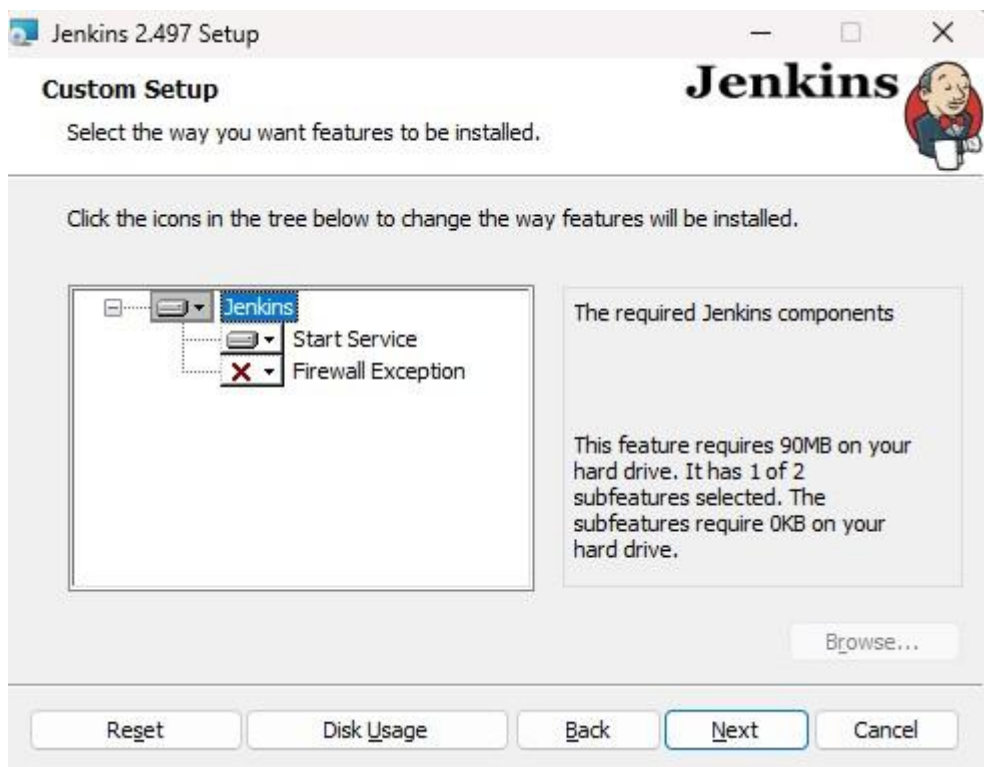 Jenkins 2.497 Setup
Custom Setup
Jenkins
Select the way you want features to be installed.
Click the icons in the tree below to change the way features will be installed.
Jenkins
Start Service
Firewall Exception
The required Jenkins components
This feature requires 90MB on your
hard drive. It has 1 of 2
subfeatures selected. The
subfeatures require 0KB on your
hard drive.
Browse...
Reset Disk Usage Back Next Cancel